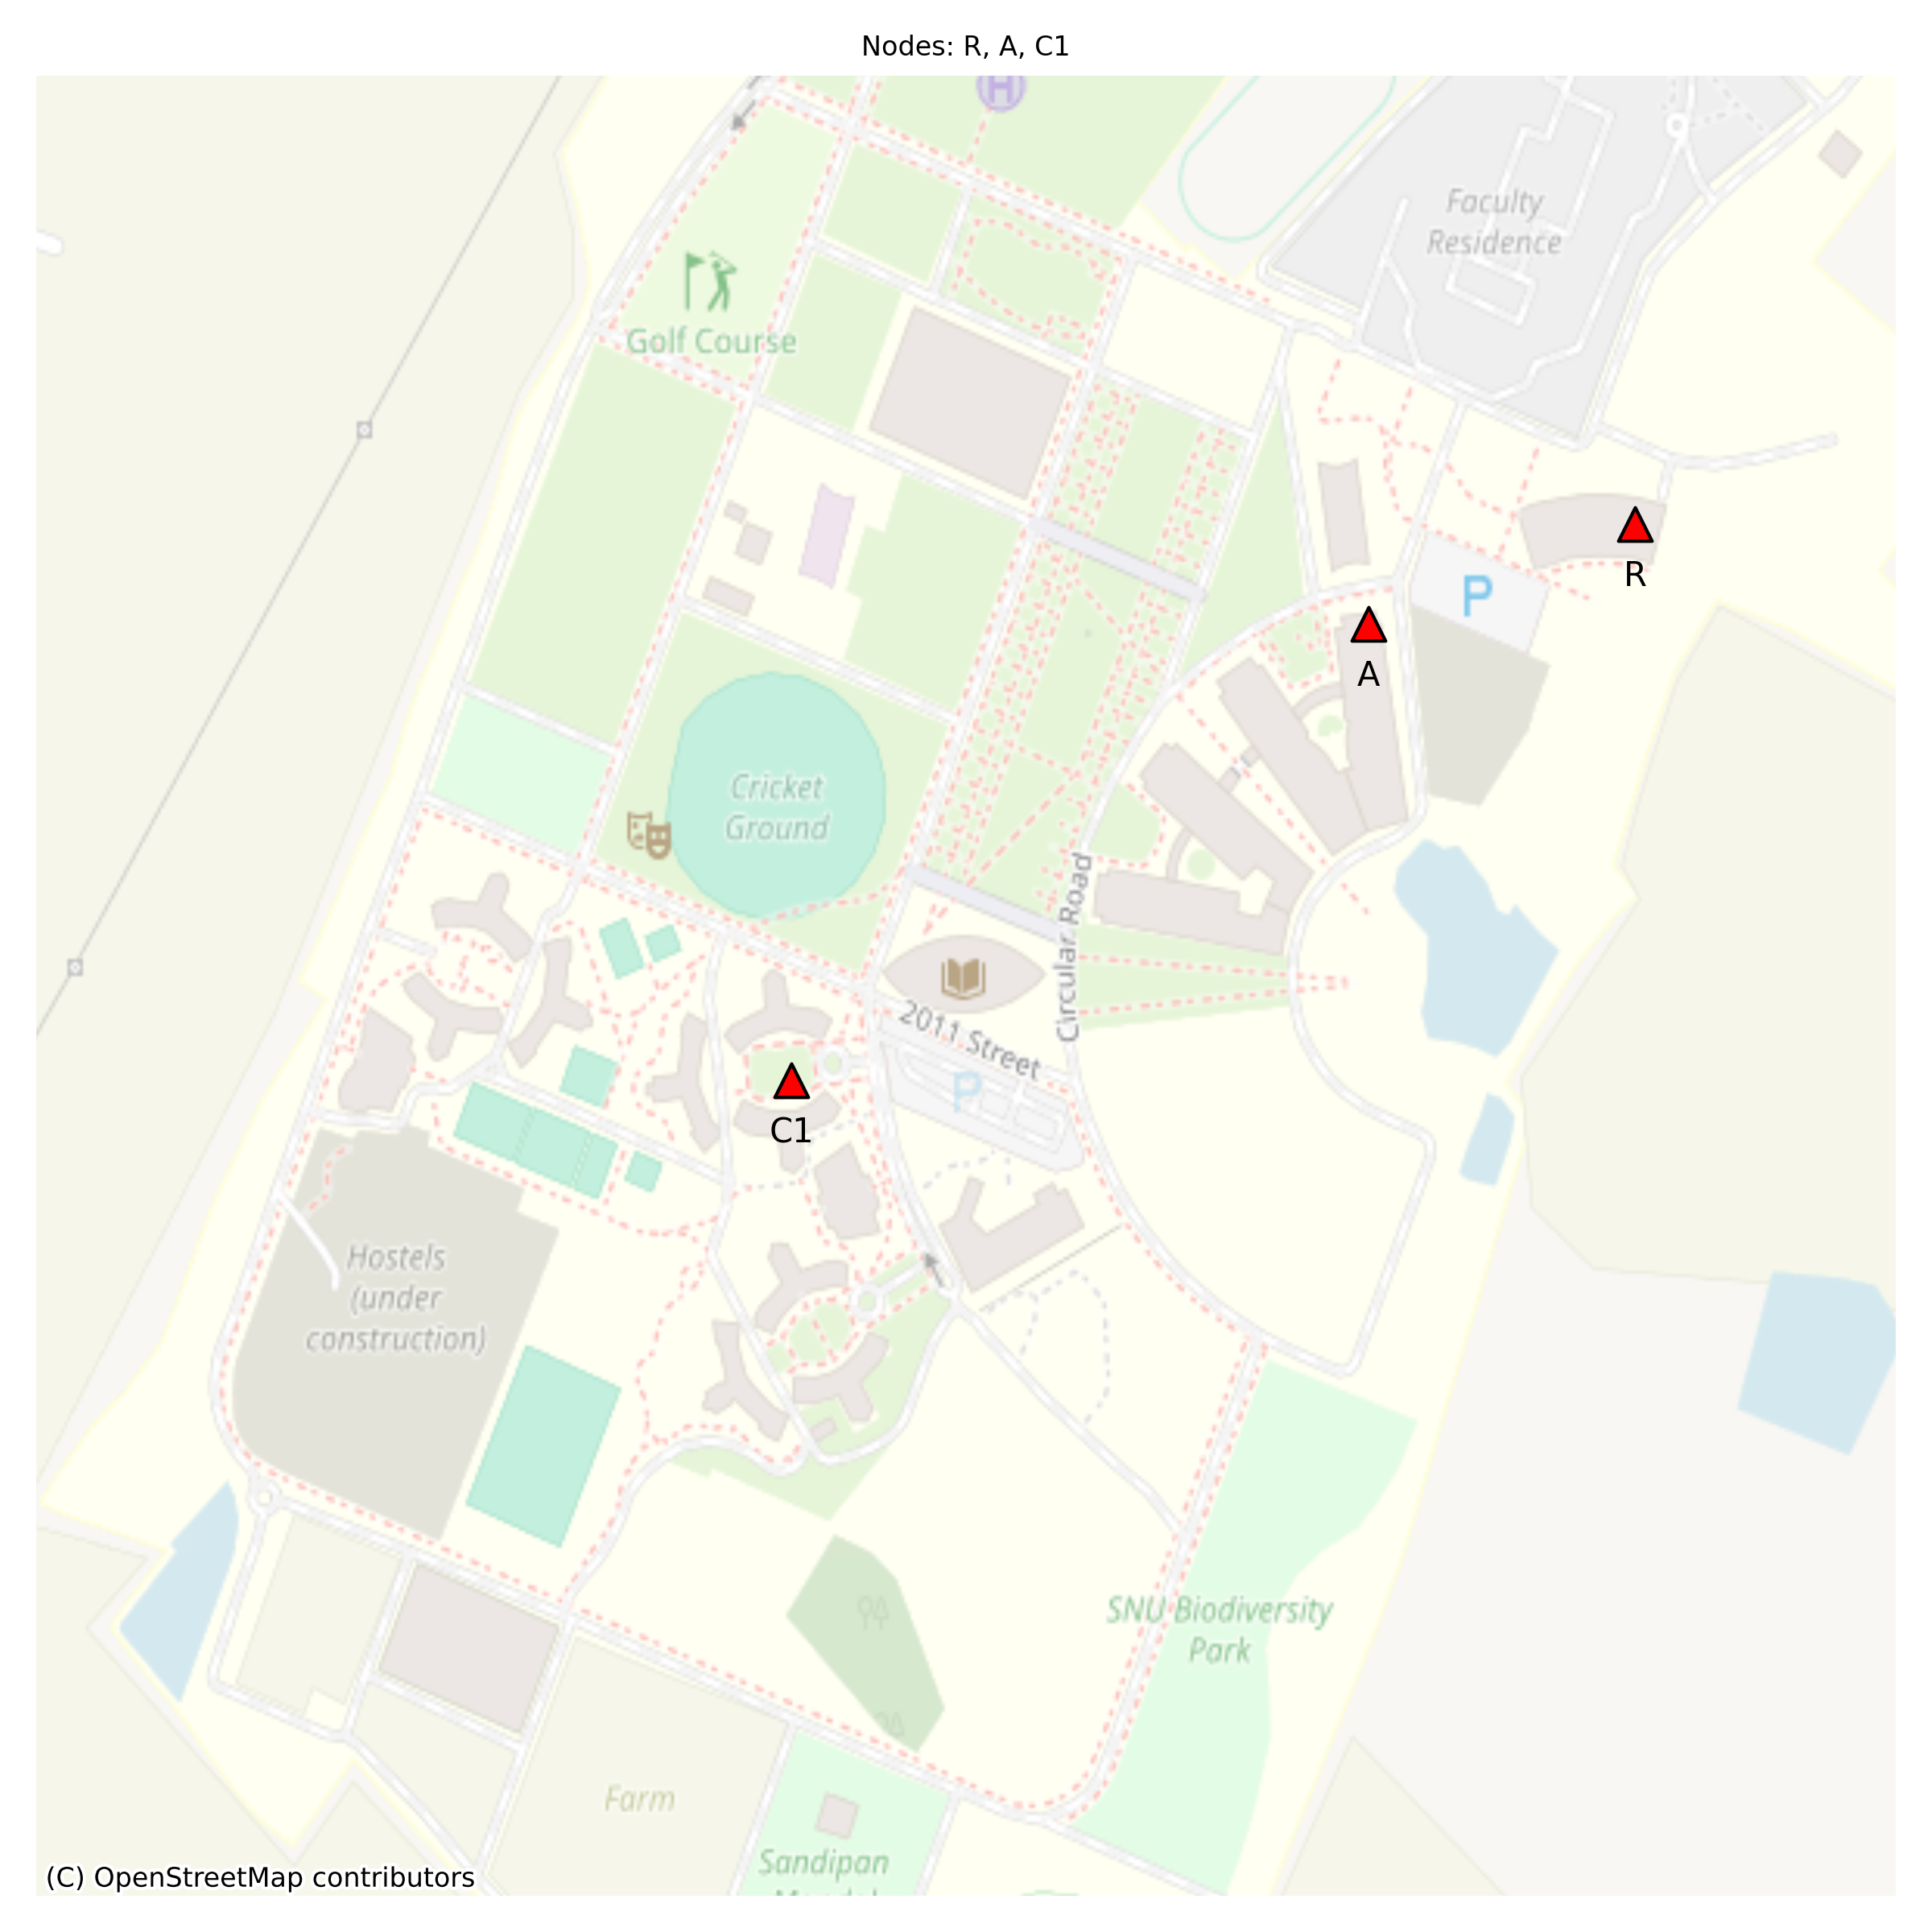 Nodes: R, A, C1
H
Faculty
Residence
Golf Course
R
P
A
Cricket
Ground
Circular Road
2011 Street
P
C1
Hostels
(under
construction)
SNU Biodiversity
Park
Farm
Sandipan
(C) OpenStreetMap contributors